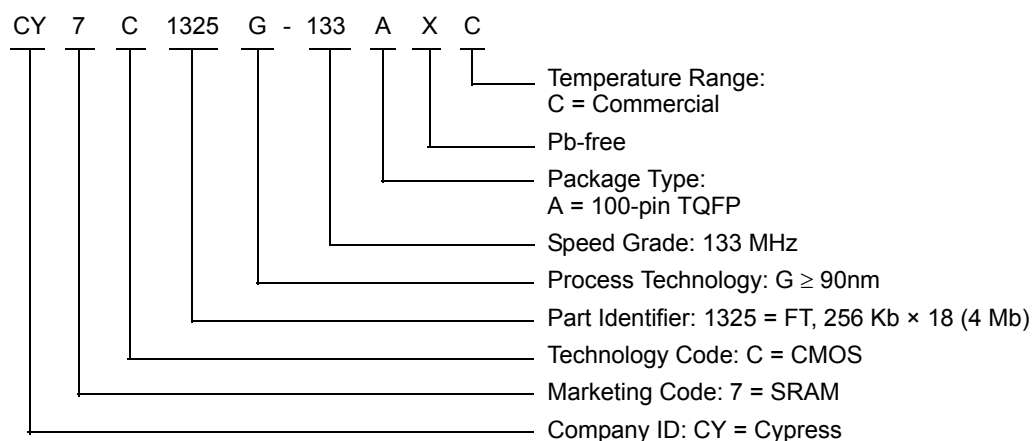 CY 7 C 1325 G - 133 A X C
Temperature Range:
C = Commercial
Pb-free
Package Type:
A = 100-pin TQFP
Speed Grade: 133 MHz
Process Technology: G ≥ 90nm
Part Identifier: 1325 = FT, 256 Kb × 18 (4 Mb)
Technology Code: C = CMOS
Marketing Code: 7 = SRAM
Company ID: CY = Cypress